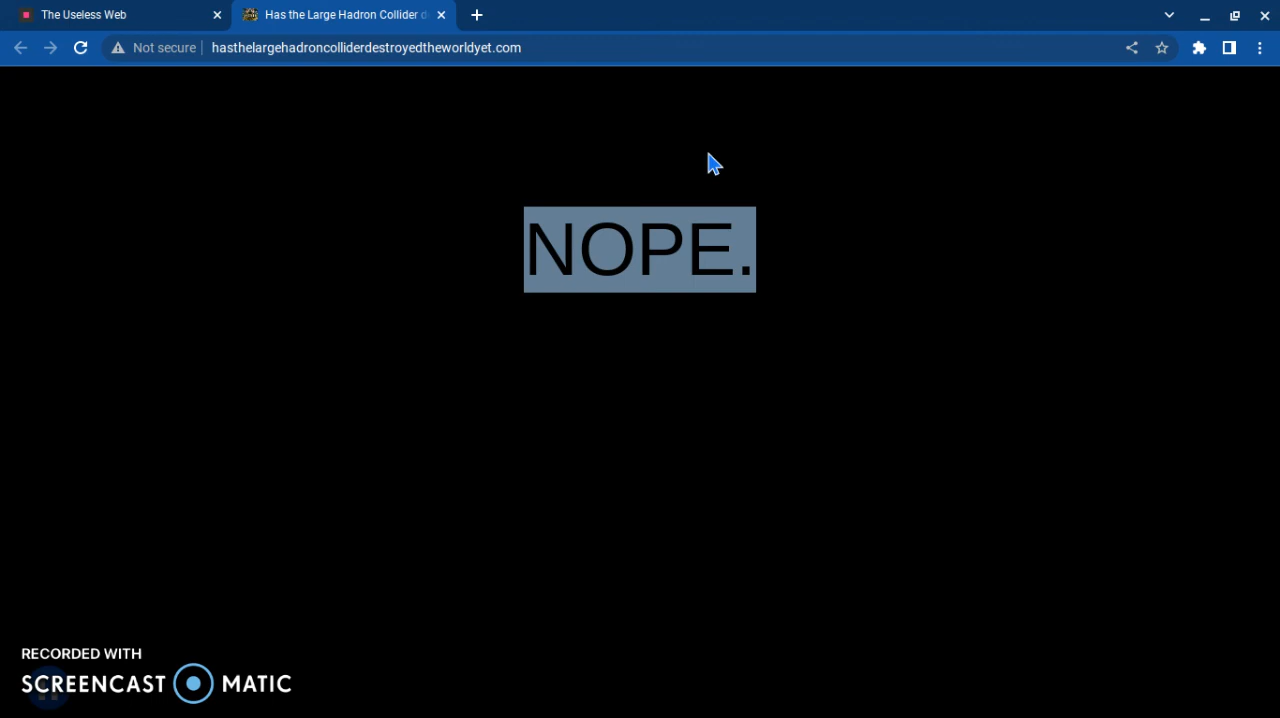 The Useless Web
Has the Large Hadron Collider d
Not secure
hasthelargehadroncolliderdestroyedtheworldyet.com
NOPE.
RECORDED WITH
SCREENCAST MATIC